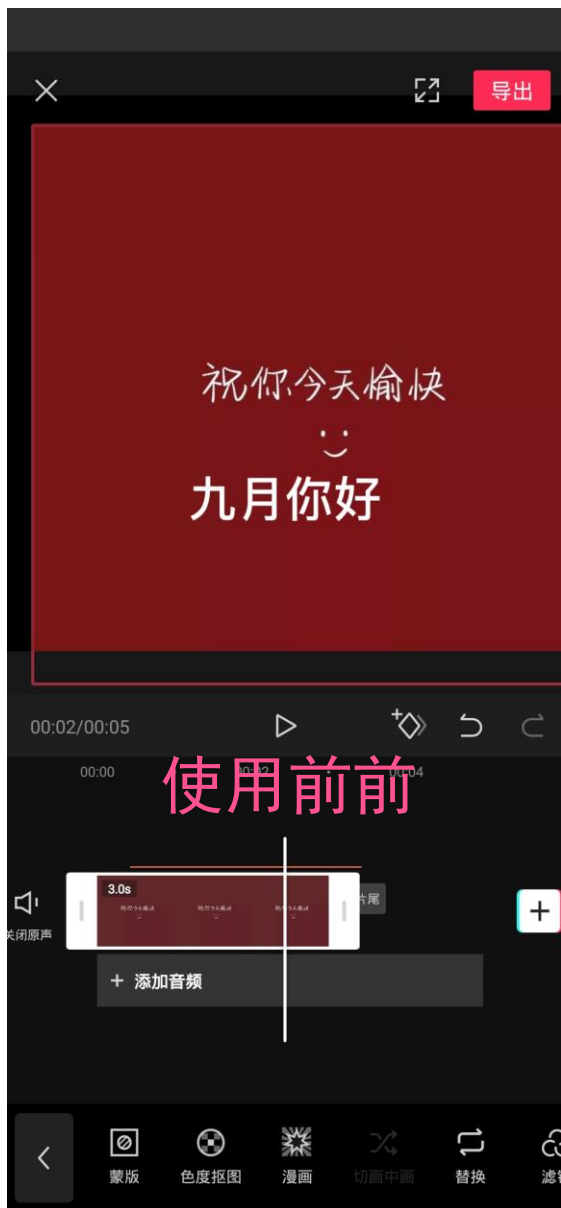 导出
祝你今天愉快
九月你好
00:02/00:05
00:00 00:02 00:04
使用前前
3.0s
片尾
关闭原声
+ 添加音频
蒙版 色度抠图 漫画 切画中画 替换